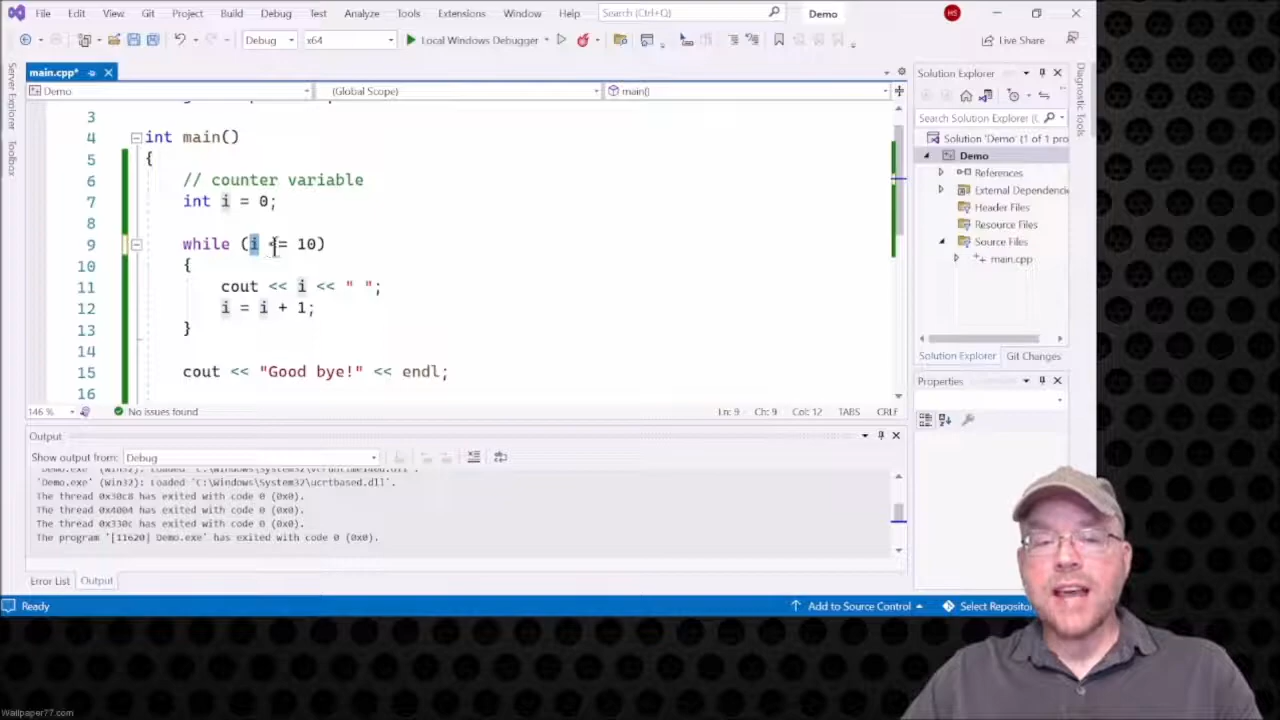 File Edit View Git Project Build Debug Test Analyze Tools Extensions Window Help Search (Ctrl+Q) Demo HS
Debug x64 Local Windows Debugger Live Share
main.cpp* Solution Explorer
Demo (Global Scope) main()
Server Explorer
Toolbox
Diagnostic Tools
3
4 int main()
5 {
6 // counter variable
7 int i = 0;
8
9 while (i <= 10)
10 {
11 cout << i << " ";
12 i = i + 1;
13 }
14
15 cout << "Good bye!" << endl;
16
Search Solution Explorer (
Solution 'Demo' (1 of 1 pro
Demo
References
External Dependenci
Header Files
Resource Files
Source Files
main.cpp
Solution Explorer Git Changes
Properties
146 % No issues found Ln: 9 Ch: 9 Col: 12 TABS CRLF
Output
Show output from: Debug
'Demo.exe' (Win32): Loaded 'C:\Windows\System32\ucrtbased.dll'.
The thread 0x30c8 has exited with code 0 (0x0).
The thread 0x4004 has exited with code 0 (0x0).
The thread 0x330c has exited with code 0 (0x0).
The program '[11620] Demo.exe' has exited with code 0 (0x0).
Error List Output
Ready Add to Source Control Select Reposito
Wallpaper77.com